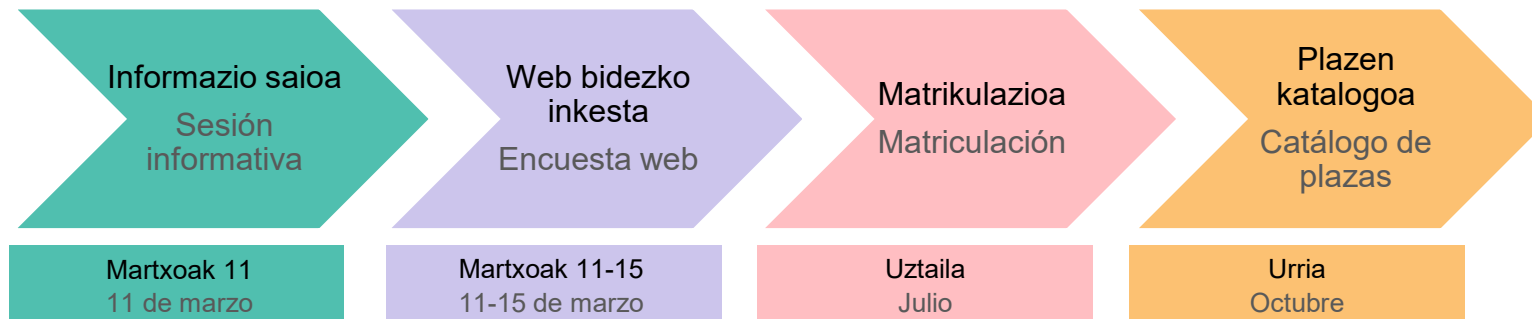 Informazio saioa
Sesión
informativa
Web bidezko
inkesta
Encuesta web
Matrikulazioa
Matriculación
Plazen
katalogoa
Catálogo de
plazas
Martxoak 11
11 de marzo
Martxoak 11-15
11-15 de marzo
Uztaila
Julio
Urria
Octubre